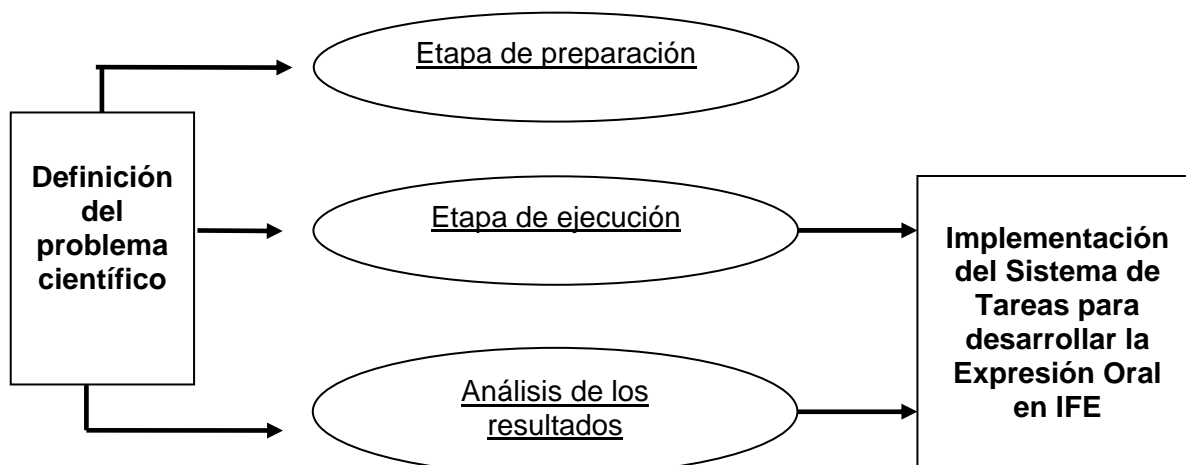 Etapa de preparación
Definición
del
problema
científico
Etapa de ejecución
Análisis de los
resultados
Implementación
del Sistema de
Tareas para
desarrollar la
Expresión Oral
en IFE